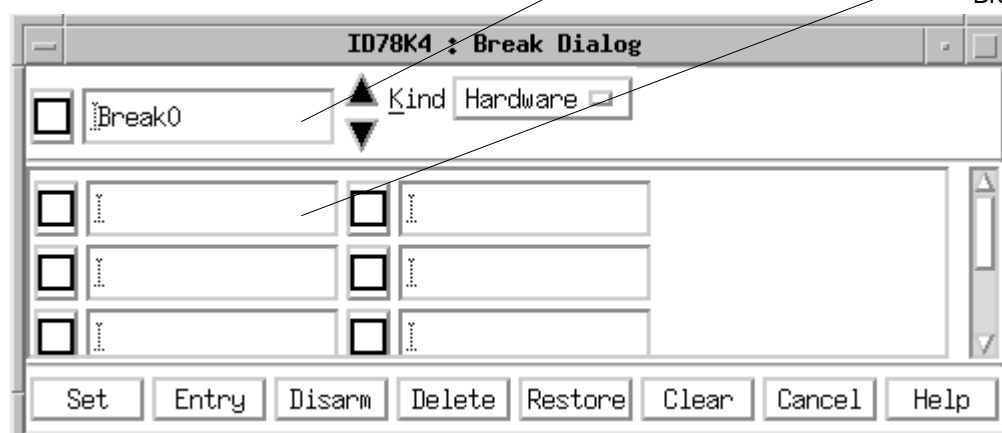 ID78K4 : Break Dialog
Break0
Kind Hardware
Set Entry Disarm Delete Restore Clear Cancel Help